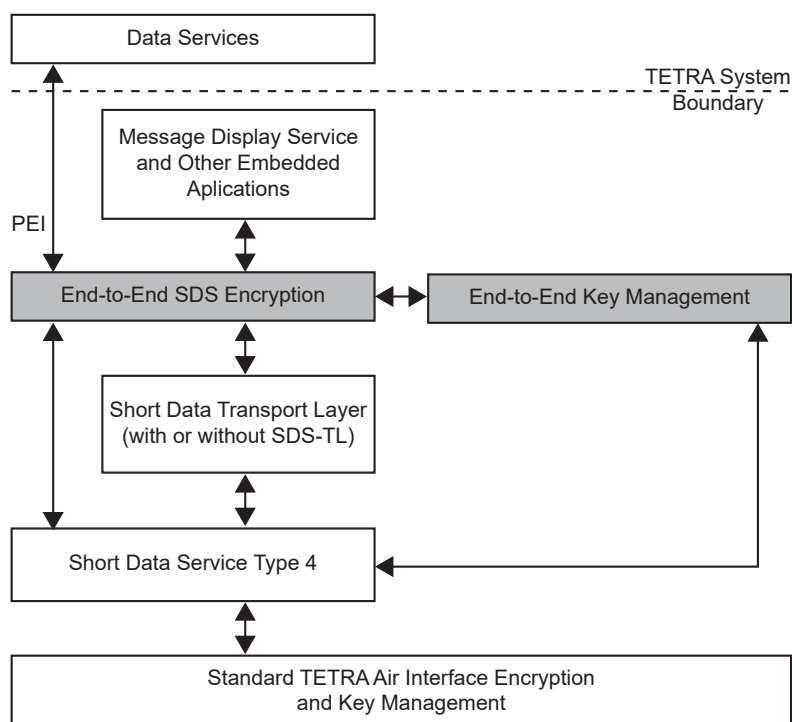 Data Services
TETRA System
Boundary
Message Display Service
and Other Embedded
Aplications
PEI
End-to-End SDS Encryption
End-to-End Key Management
Short Data Transport Layer
(with or without SDS-TL)
Short Data Service Type 4
Standard TETRA Air Interface Encryption
and Key Management